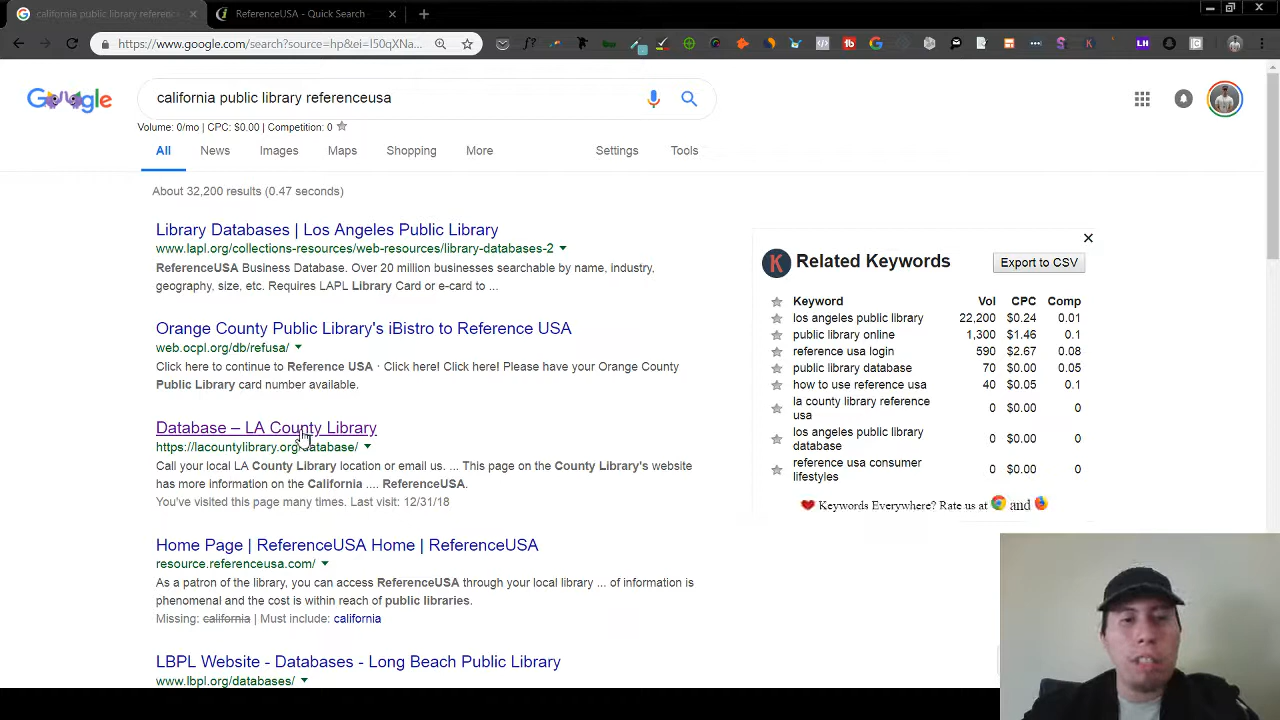 california public library referenc
ReferenceUSA - Quick Search
https://www.google.com/search?source=hp&ei=I50qXNa...
Google
california public library referenceusa
Volume: 0/mo | CPC: $0.00 | Competition: 0
All News Images Maps Shopping More Settings Tools
About 32,200 results (0.47 seconds)
Library Databases | Los Angeles Public Library
www.lapl.org/collections-resources/web-resources/library-databases-2
ReferenceUSA Business Database. Over 20 million businesses searchable by name, industry,
geography, size, etc. Requires LAPL Library Card or e-card to ...
Orange County Public Library's iBistro to Reference USA
web.ocpl.org/db/refusa/
Click here to continue to Reference USA · Click here! Click here! Please have your Orange County
Public Library card number available.
Database – LA County Library
https://lacountylibrary.org/database/
Call your local LA County Library location or email us. ... This page on the County Library's website
has more information on the California .... ReferenceUSA.
You've visited this page many times. Last visit: 12/31/18
Home Page | ReferenceUSA Home | ReferenceUSA
resource.referenceusa.com/
As a patron of the library, you can access ReferenceUSA through your local library ... of information is
phenomenal and the cost is within reach of public libraries.
Missing: california | Must include: california
LBPL Website - Databases - Long Beach Public Library
www.lbpl.org/databases/
K Related Keywords Export to CSV
Keyword Vol CPC Comp
los angeles public library 22,200 $0.24 0.01
public library online 1,300 $1.46 0.1
reference usa login 590 $2.67 0.08
public library database 70 $0.00 0.05
how to use reference usa 40 $0.05 0.1
la county library reference
usa 0 $0.00 0
los angeles public library
database 0 $0.00 0
reference usa consumer
lifestyles 0 $0.00 0
Keywords Everywhere? Rate us at and